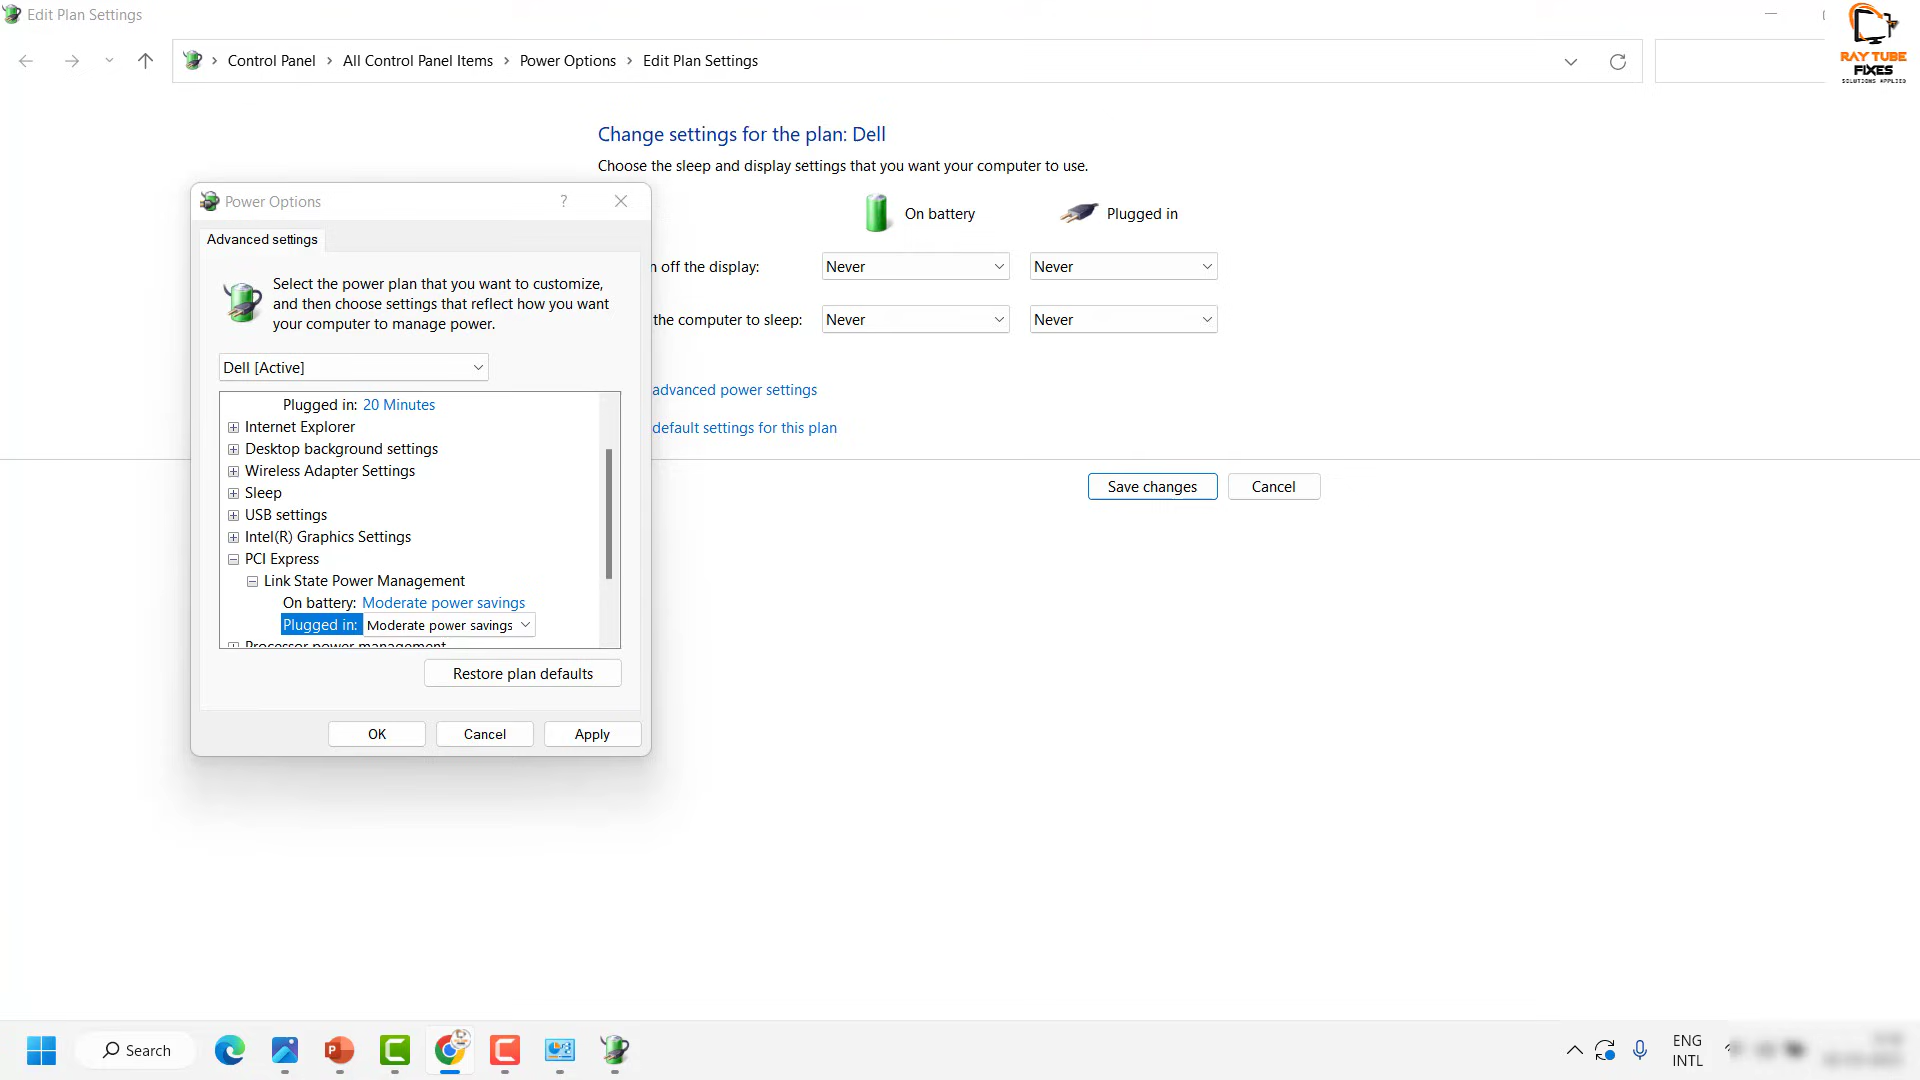 Edit Plan Settings
RAY TUBE
FIXES
SOLUTIONS APPLIED
Control Panel
All Control Panel Items
Power Options
Edit Plan Settings
Change settings for the plan: Dell
Choose the sleep and display settings that you want your computer to use.
On battery
Plugged in
n off the display:
Never
Never
the computer to sleep:
Never
Never
advanced power settings
default settings for this plan
Save changes
Cancel
Power Options
?
Advanced settings
Select the power plan that you want to customize,
and then choose settings that reflect how you want
your computer to manage power.
Dell [Active]
Plugged in: 20 Minutes
Internet Explorer
Desktop background settings
Wireless Adapter Settings
Sleep
USB settings
Intel(R) Graphics Settings
PCI Express
Link State Power Management
On battery: Moderate power savings
Plugged in: Moderate power savings
Processor power management
Restore plan defaults
OK
Cancel
Apply
Search
ENG
INTL